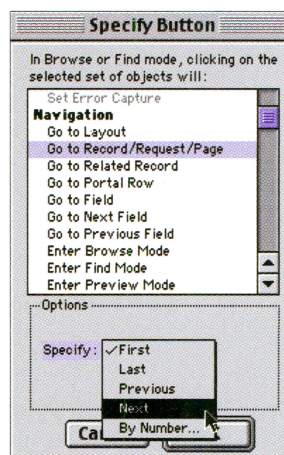 Specify Button
In Browse or Find mode, clicking on the
selected set of objects will:
Set Error Capture
Navigation
Go to Layout
Go to Record/Request/Page
Go to Related Record
Go to Portal Row
Go to Field
Go to Next Field
Go to Previous Field
Enter Browse Mode
Enter Find Mode
Enter Preview Mode
Options
Specify: ✓First
Last
Previous
Next
By Number...
Ca